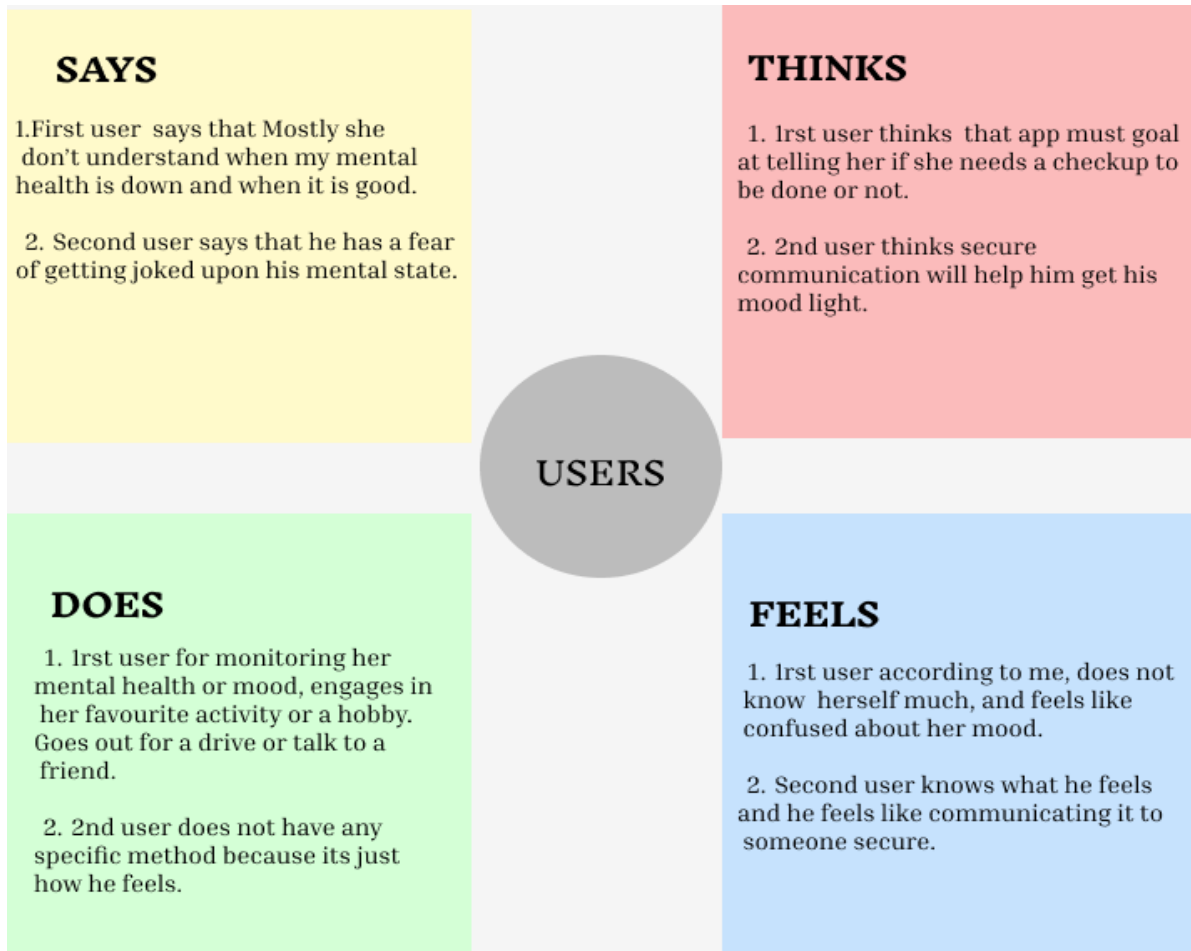 SAYS
1.First user says that Mostly she
don't understand when my mental
health is down and when it is good.
2. Second user says that he has a fear
of getting joked upon his mental state.
THINKS
1. 1rst user thinks that app must goal
at telling her if she needs a checkup to
be done or not.
2. 2nd user thinks secure
communication will help him get his
mood light.
USERS
DOES
1. 1rst user for monitoring her
mental health or mood, engages in
her favourite activity or a hobby.
Goes out for a drive or talk to a
friend.
2. 2nd user does not have any
specific method because its just
how he feels.
FEELS
1. 1rst user according to me, does not
know herself much, and feels like
confused about her mood.
2. Second user knows what he feels
and he feels like communicating it to
someone secure.